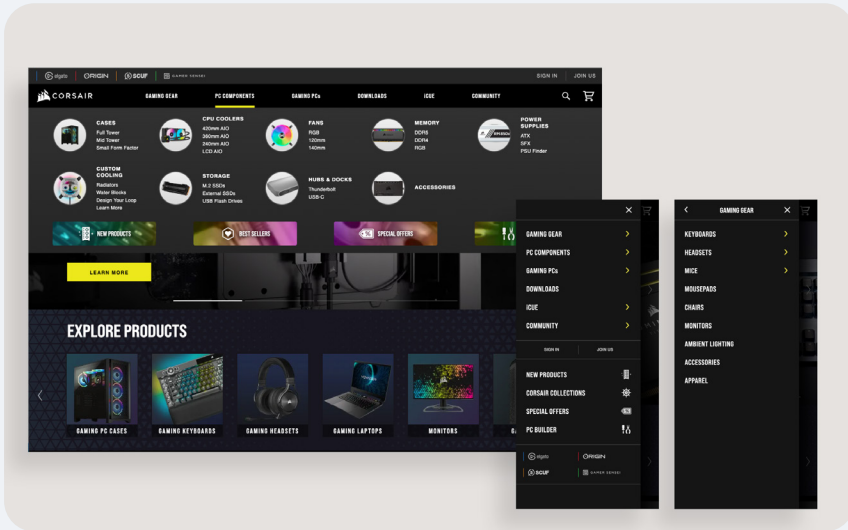 elgato
ORIGIN
SCUF
GAMER SENSEI
SIGN IN
JOIN US
CORSAIR
GAMING GEAR
PC COMPONENTS
GAMING PCs
DOWNLOADS
iCUE
COMMUNITY
CASES
Full Tower
Mid Tower
Small Form Factor
CPU COOLERS
420mm AIO
360mm AIO
240mm AIO
LCD AIO
FANS
RGB
120mm
140mm
MEMORY
DDR5
DDR4
RGB
POWER
SUPPLIES
ATX
SFX
PSU Finder
CUSTOM
COOLING
Radiators
Water Blocks
Design Your Loop
Learn More
STORAGE
M.2 SSDs
External SSDs
USB Flash Drives
HUBS & DOCKS
Thunderbolt
USB-C
ACCESSORIES
NEW PRODUCTS
BEST SELLERS
SPECIAL OFFERS
LEARN MORE
EXPLORE PRODUCTS
GAMING PC CASES
GAMING KEYBOARDS
GAMING HEADSETS
GAMING LAPTOPS
MONITORS
GAMING GEAR
PC COMPONENTS
GAMING PCs
DOWNLOADS
iCUE
COMMUNITY
SIGN IN
JOIN US
NEW PRODUCTS
CORSAIR COLLECTIONS
SPECIAL OFFERS
PC BUILDER
elgato
ORIGIN
SCUF
GAMER SENSEI
GAMING GEAR
KEYBOARDS
HEADSETS
MICE
MOUSEPADS
CHAIRS
MONITORS
AMBIENT LIGHTING
ACCESSORIES
APPAREL